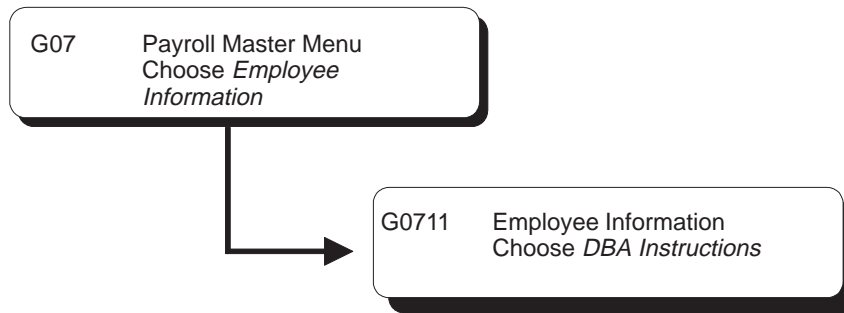 G07 Payroll Master Menu
Choose Employee
Information
G0711 Employee Information
Choose DBA Instructions